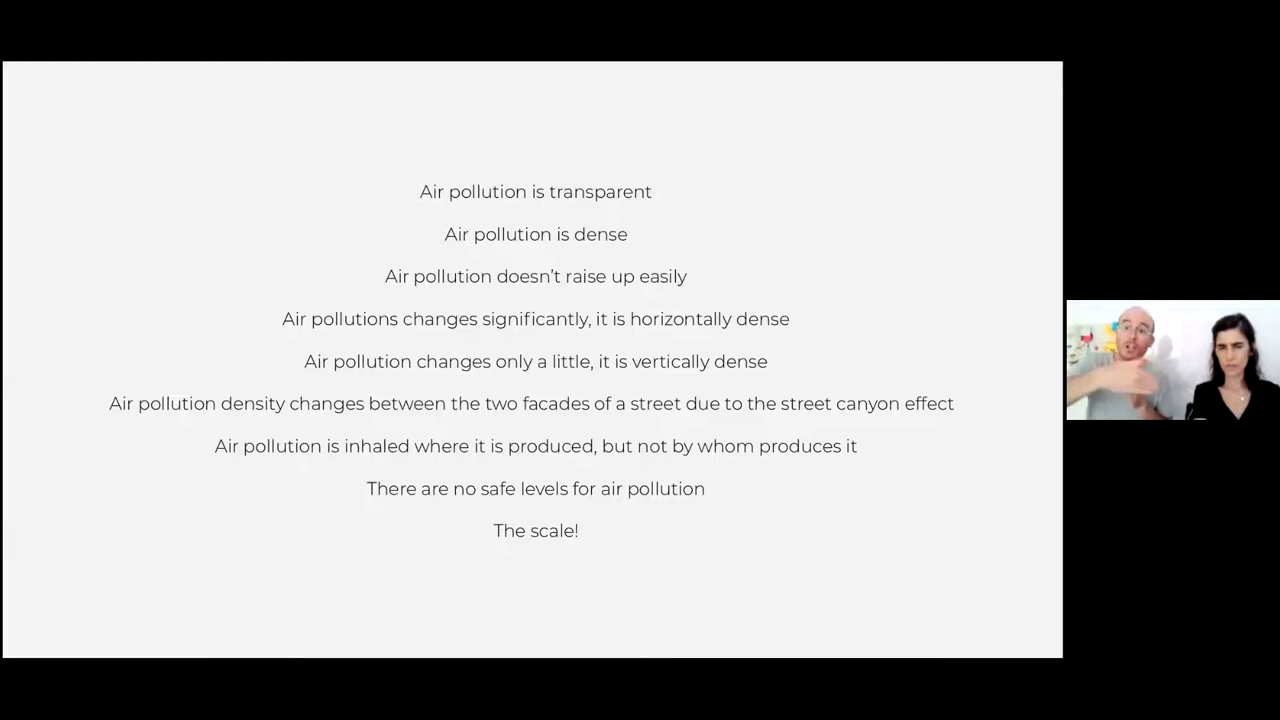 Air pollution is transparent
Air pollution is dense
Air pollution doesn’t raise up easily
Air pollutions changes significantly, it is horizontally dense
Air pollution changes only a little, it is vertically dense
Air pollution density changes between the two facades of a street due to the street canyon effect
Air pollution is inhaled where it is produced, but not by whom produces it
There are no safe levels for air pollution
The scale!